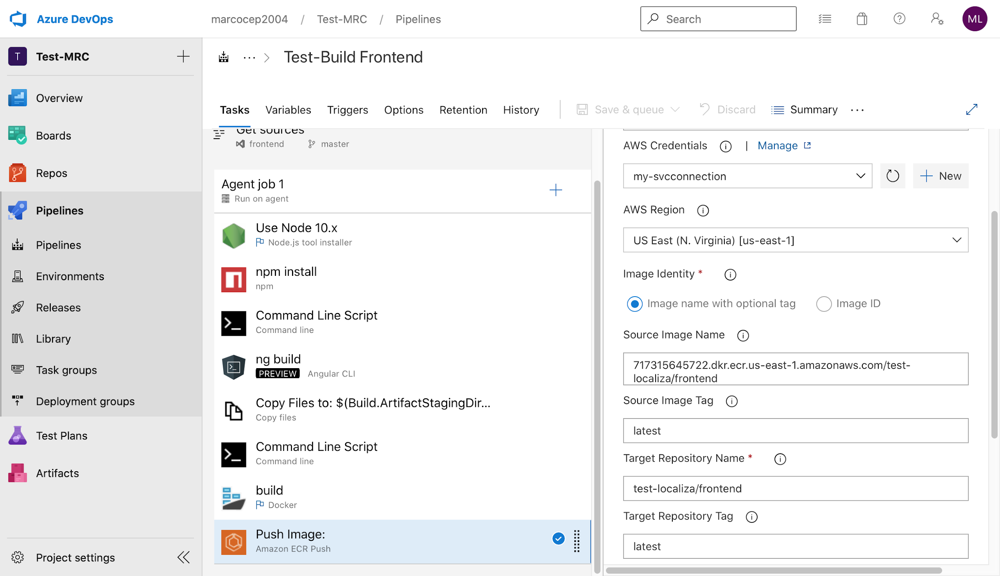 Azure DevOps
marcocep2004 / Test-MRC / Pipelines
Search
ML
T
Test-MRC
Overview
Boards
Repos
Pipelines
Pipelines
Environments
Releases
Library
Task groups
Deployment groups
Test Plans
Artifacts
Project settings
... > Test-Build Frontend
Tasks Variables Triggers Options Retention History
Save & queue Discard Summary ...
Get sources
frontend master
Agent job 1
Run on agent
Use Node 10.x
Node.js tool installer
npm install
npm
Command Line Script
Command line
ng build
PREVIEW Angular CLI
Copy Files to: $(Build.ArtifactStagingDir...
Copy files
Command Line Script
Command line
build
Docker
Push Image:
Amazon ECR Push
AWS Credentials | Manage
my-svcconnection
New
AWS Region
US East (N. Virginia) [us-east-1]
Image Identity *
Image name with optional tag Image ID
Source Image Name
717315645722.dkr.ecr.us-east-1.amazonaws.com/test-
localiza/frontend
Source Image Tag
latest
Target Repository Name *
test-localiza/frontend
Target Repository Tag
latest